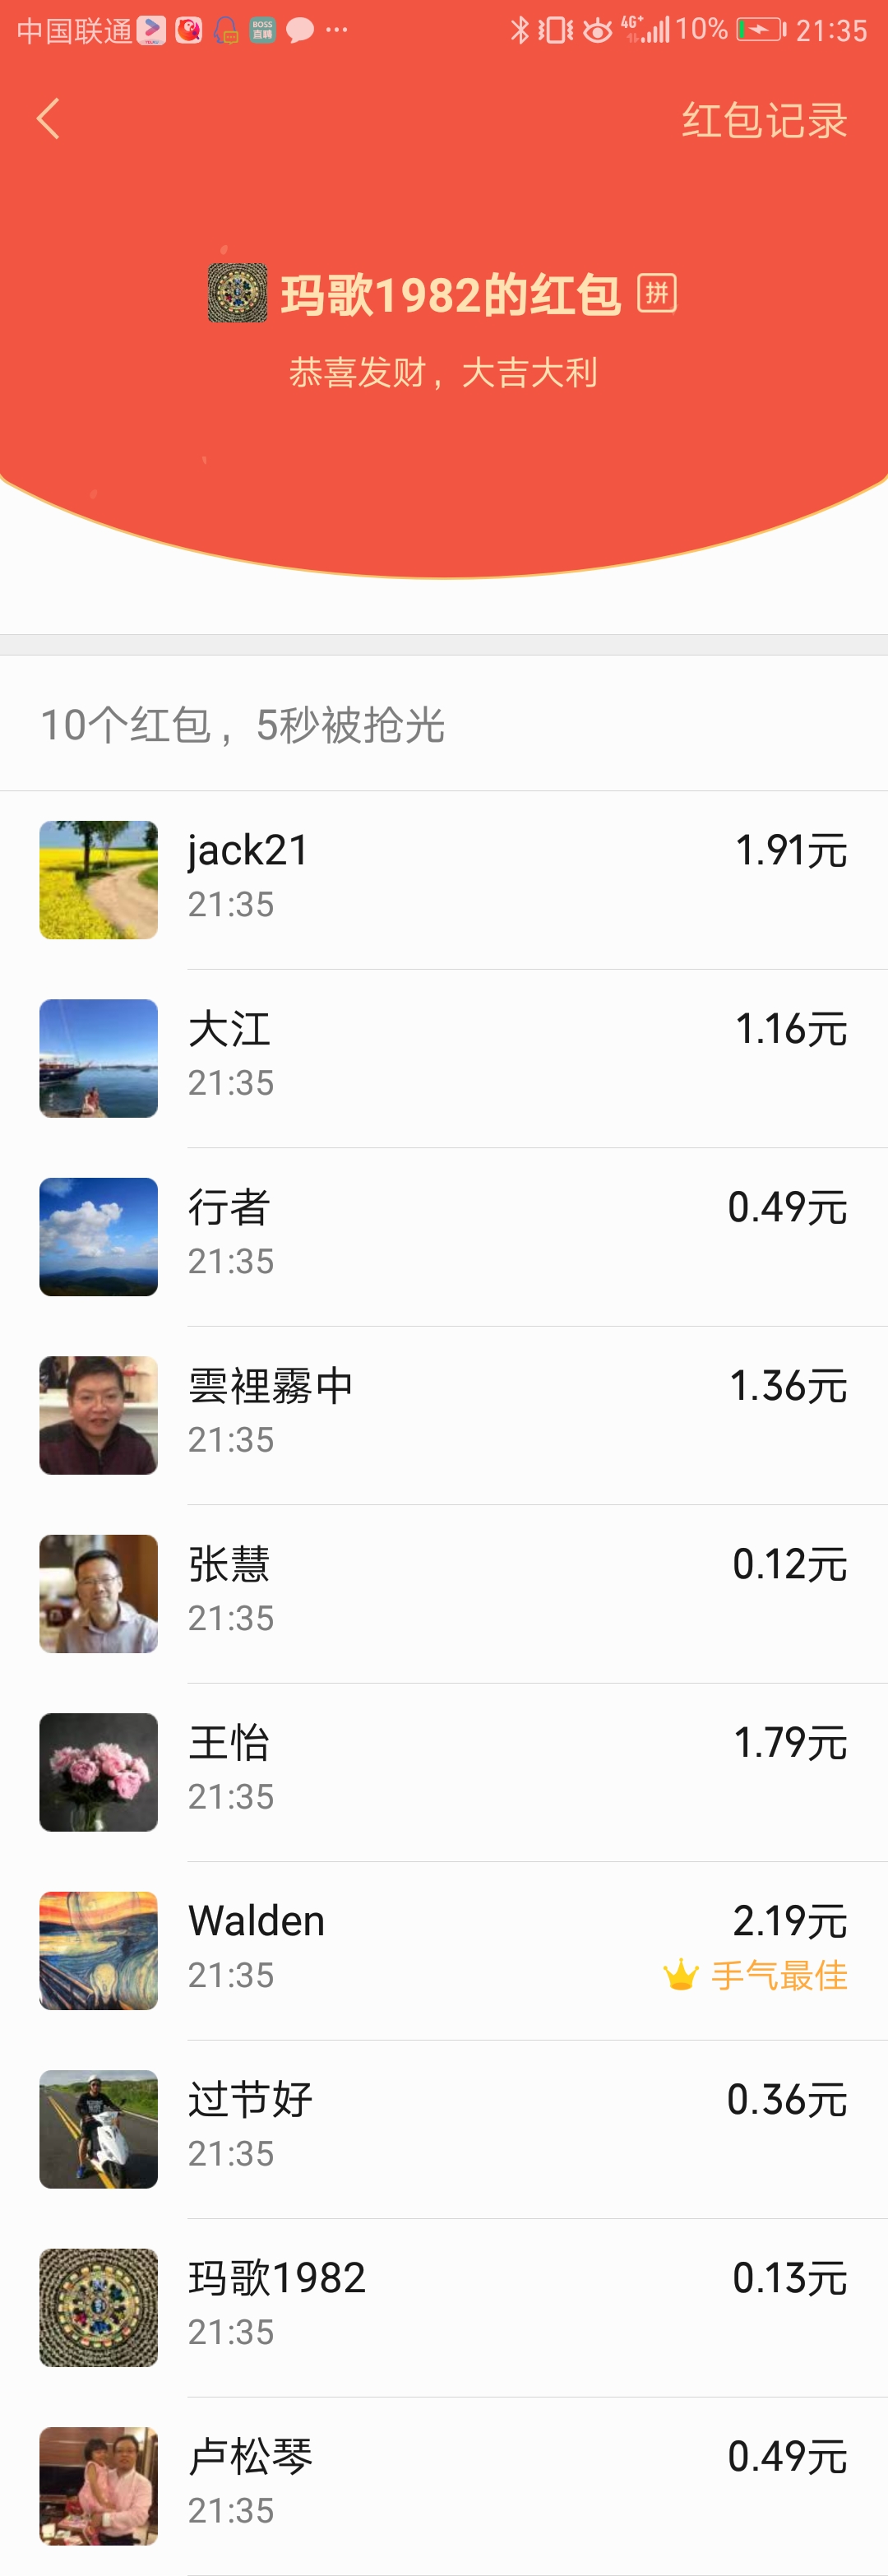 中国联通 BOSS直聘 ··· 4G+ 10% 21:35
红包记录
玛歌1982的红包 拼
恭喜发财，大吉大利
10个红包，5秒被抢光
jack21 1.91元
21:35
大江 1.16元
21:35
行者 0.49元
21:35
雲裡霧中 1.36元
21:35
张慧 0.12元
21:35
王怡 1.79元
21:35
Walden 2.19元
21:35 手气最佳
过节好 0.36元
21:35
玛歌1982 0.13元
21:35
卢松琴 0.49元
21:35